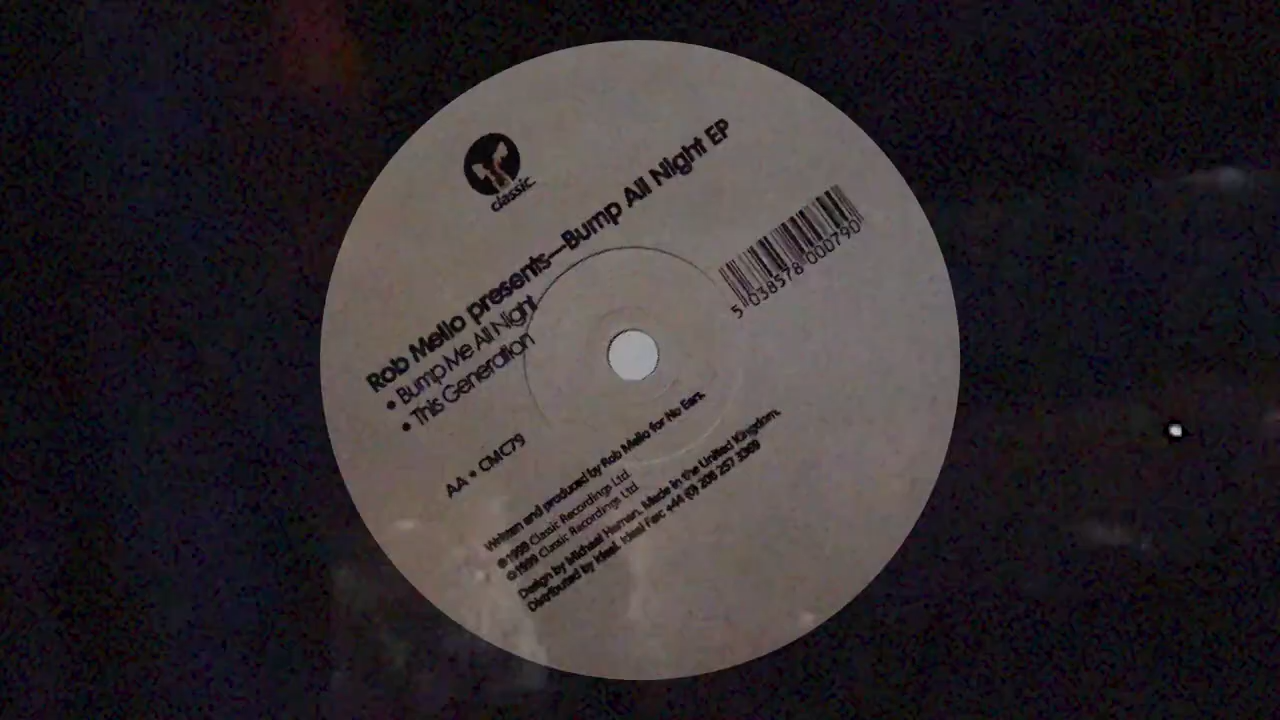 classic
Rob Mello presents—Bump All Night EP
• Bump Me All Night
• This Generation
5 038578 000790
AA • CMC79
Written and produced by Rob Mello for No Ears.
℗1999 Classic Recordings Ltd
©1999 Classic Recordings Ltd
Design by Michael Harnan. Made in the United Kingdom.
Distributed by Ideal. Ideal Fax: +44 (0) 208 257 3369